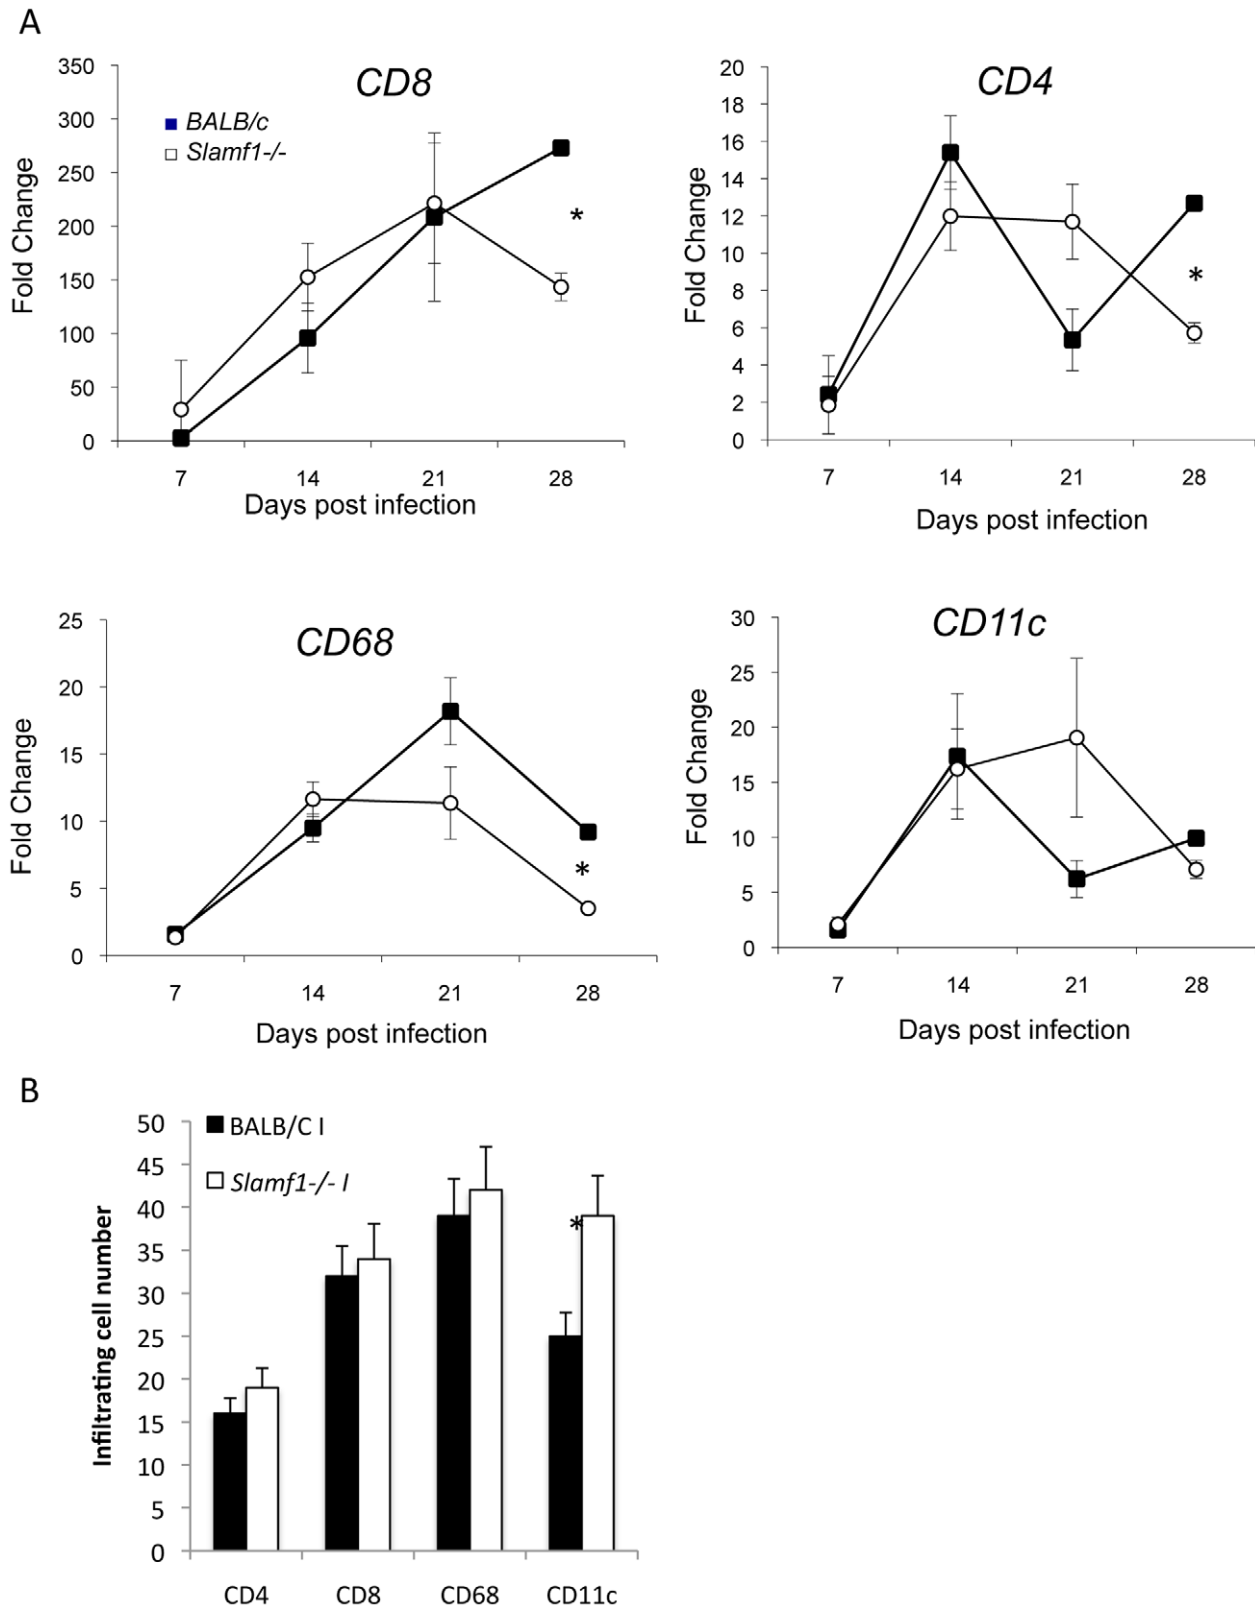 A
CD8
350
300
250
200
150
100
50
0
Fold Change
BALB/c
Slamf1-/-
*
7 14 21 28
Days post infection
CD4
20
18
16
14
12
10
8
6
4
2
0
Fold Change
*
7 14 21 28
Days post infection
CD68
25
20
15
10
5
0
Fold Change
*
7 14 21 28
Days post infection
CD11c
30
25
20
15
10
5
0
Fold Change
7 14 21 28
Days post infection
B
BALB/C I
Slamf1-/- I
50
45
40
35
30
25
20
15
10
5
0
Infiltrating cell number
*
CD4 CD8 CD68 CD11c